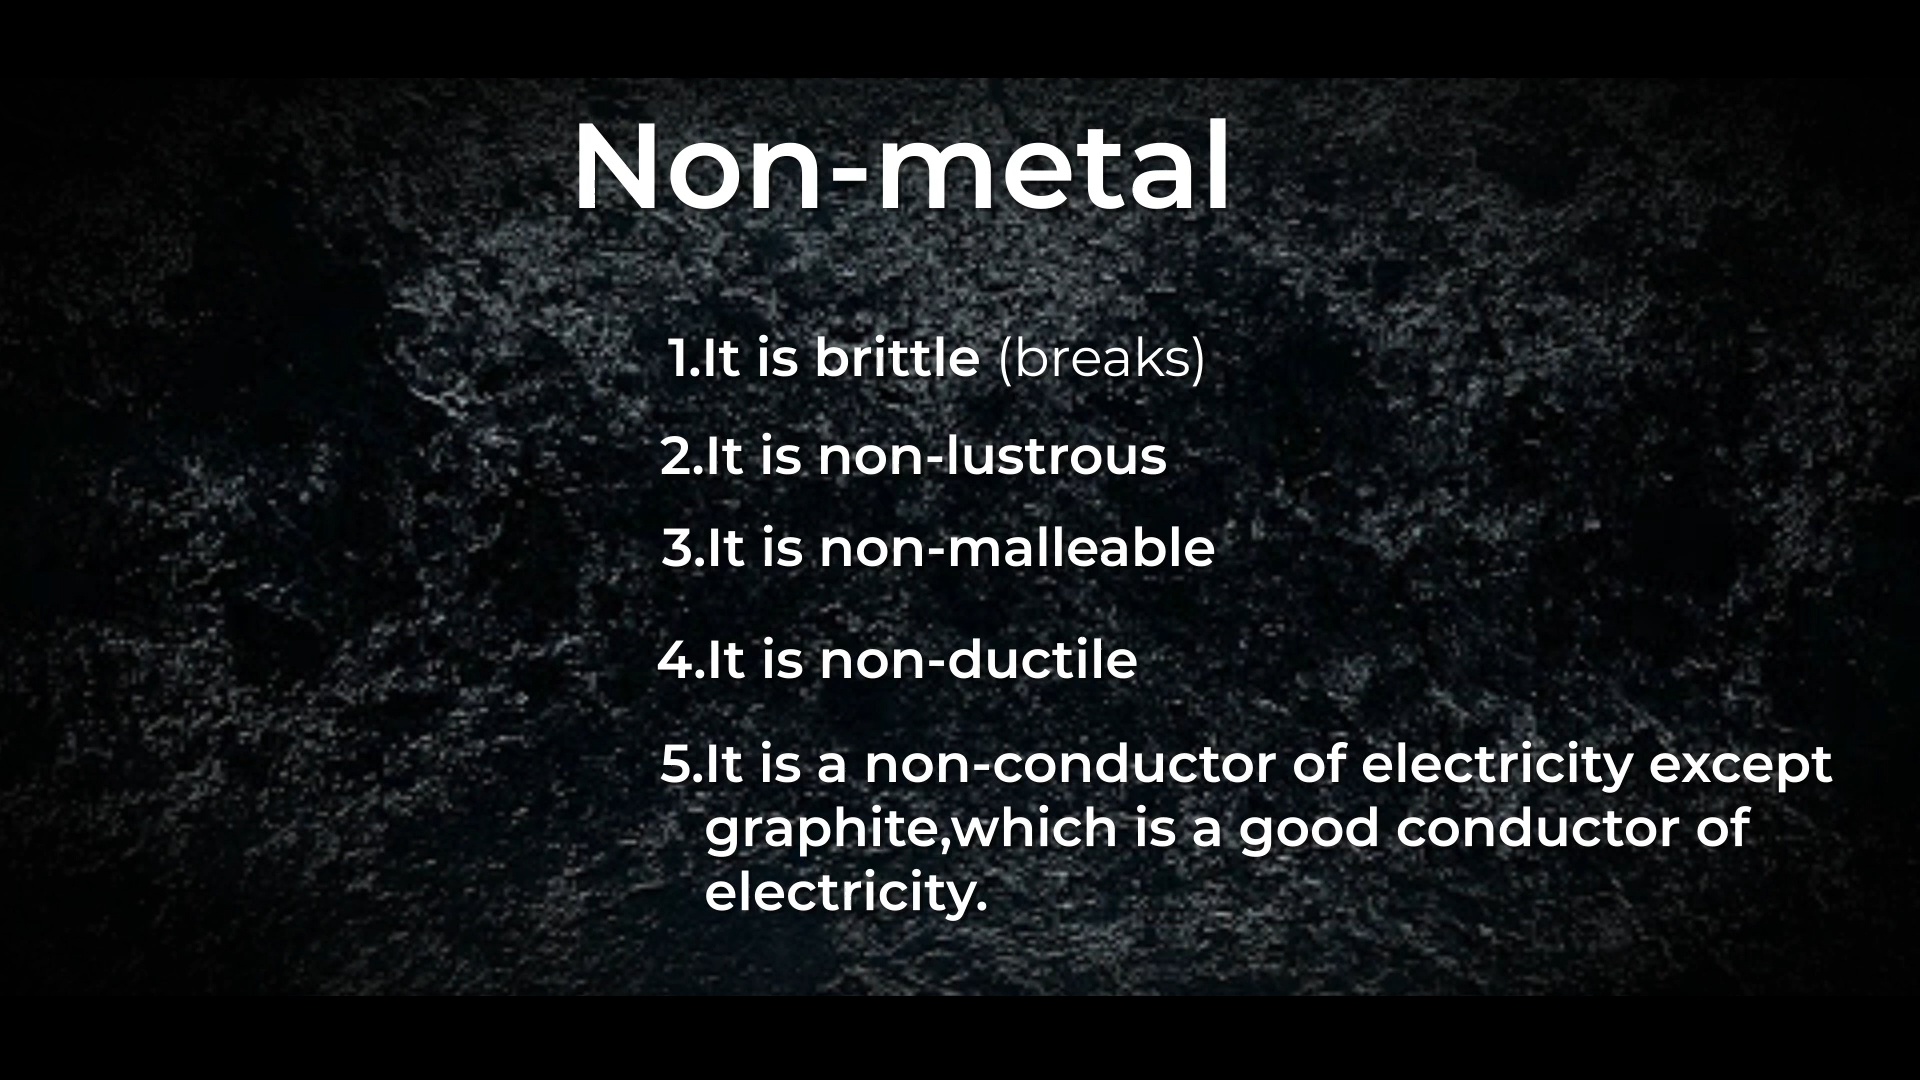 Non-metal
1.It is brittle (breaks)
2.It is non-lustrous
3.It is non-malleable
4.It is non-ductile
5.It is a non-conductor of electricity except
graphite,which is a good conductor of
electricity.